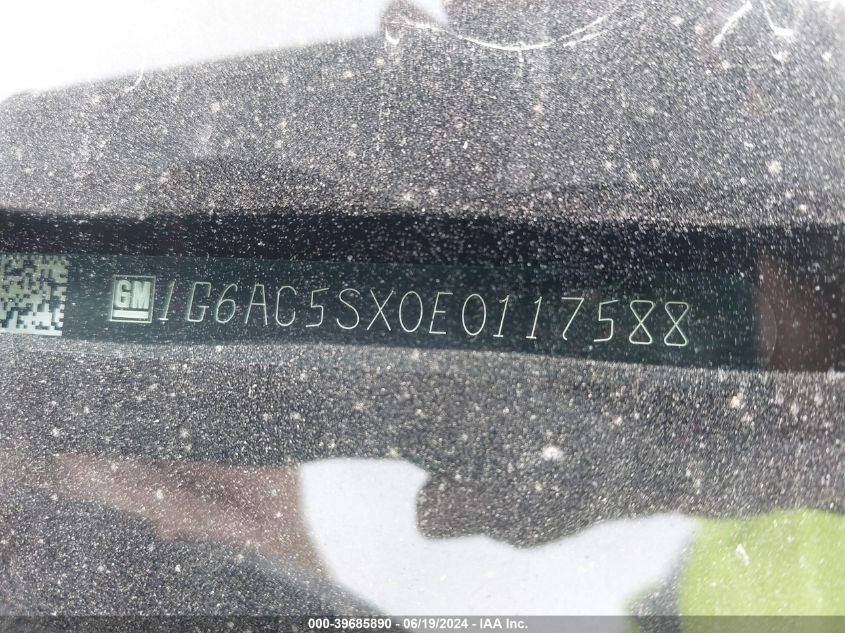 GM 1G6AC5SX0E0117588
000-39685890 - 06/19/2024 - IAA Inc.